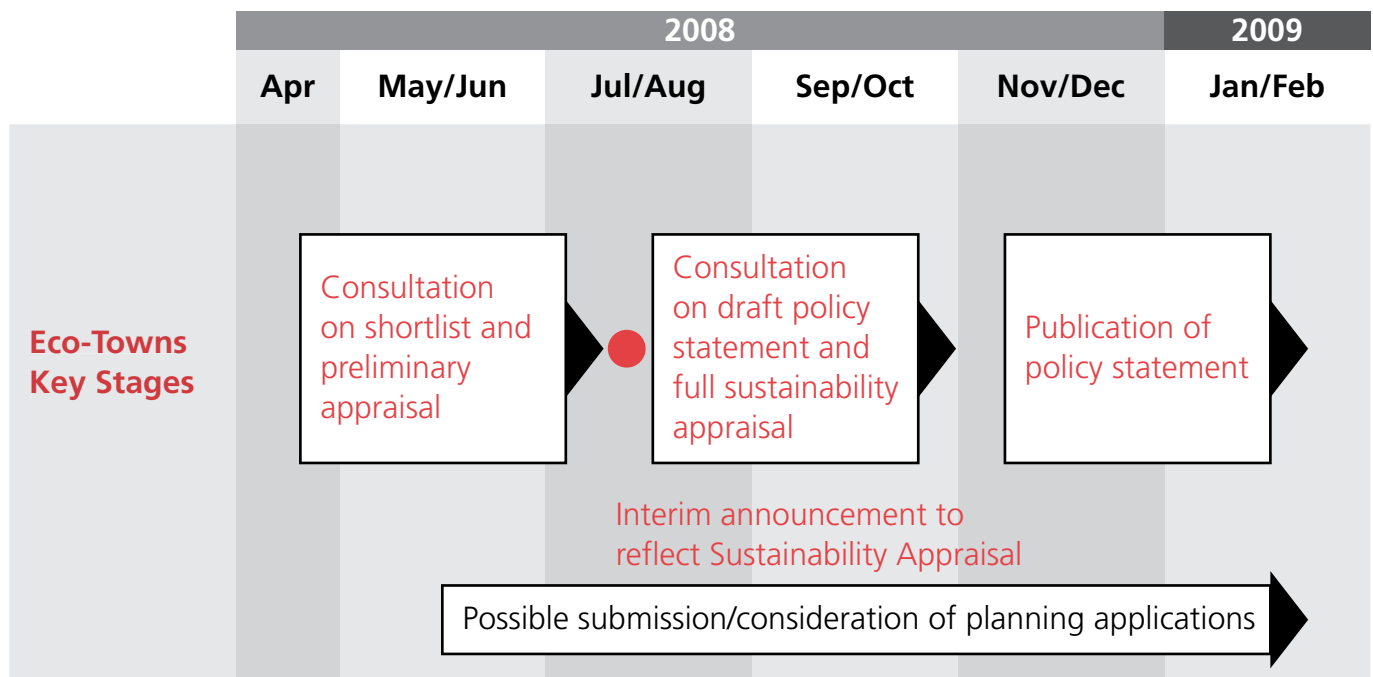 2008
2009
Apr
May/Jun
Jul/Aug
Sep/Oct
Nov/Dec
Jan/Feb
Eco-Towns
Key Stages
Consultation
on shortlist and
preliminary
appraisal
Consultation
on draft policy
statement and
full sustainability
appraisal
Publication of
policy statement
Interim announcement to
reflect Sustainability Appraisal
Possible submission/consideration of planning applications